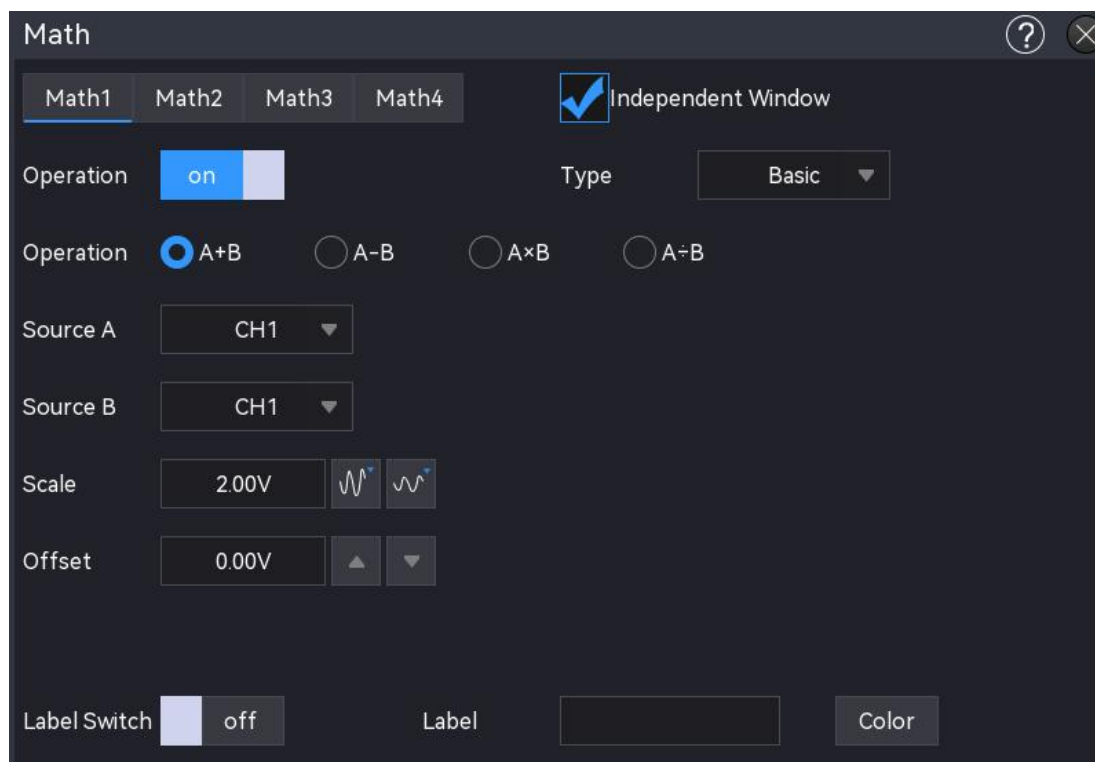 Math ?
Math1 Math2 Math3 Math4 Independent Window
Operation on Type Basic
Operation A+B A-B A×B A÷B
Source A CH1
Source B CH1
Scale 2.00V
Offset 0.00V
Label Switch off Label Color